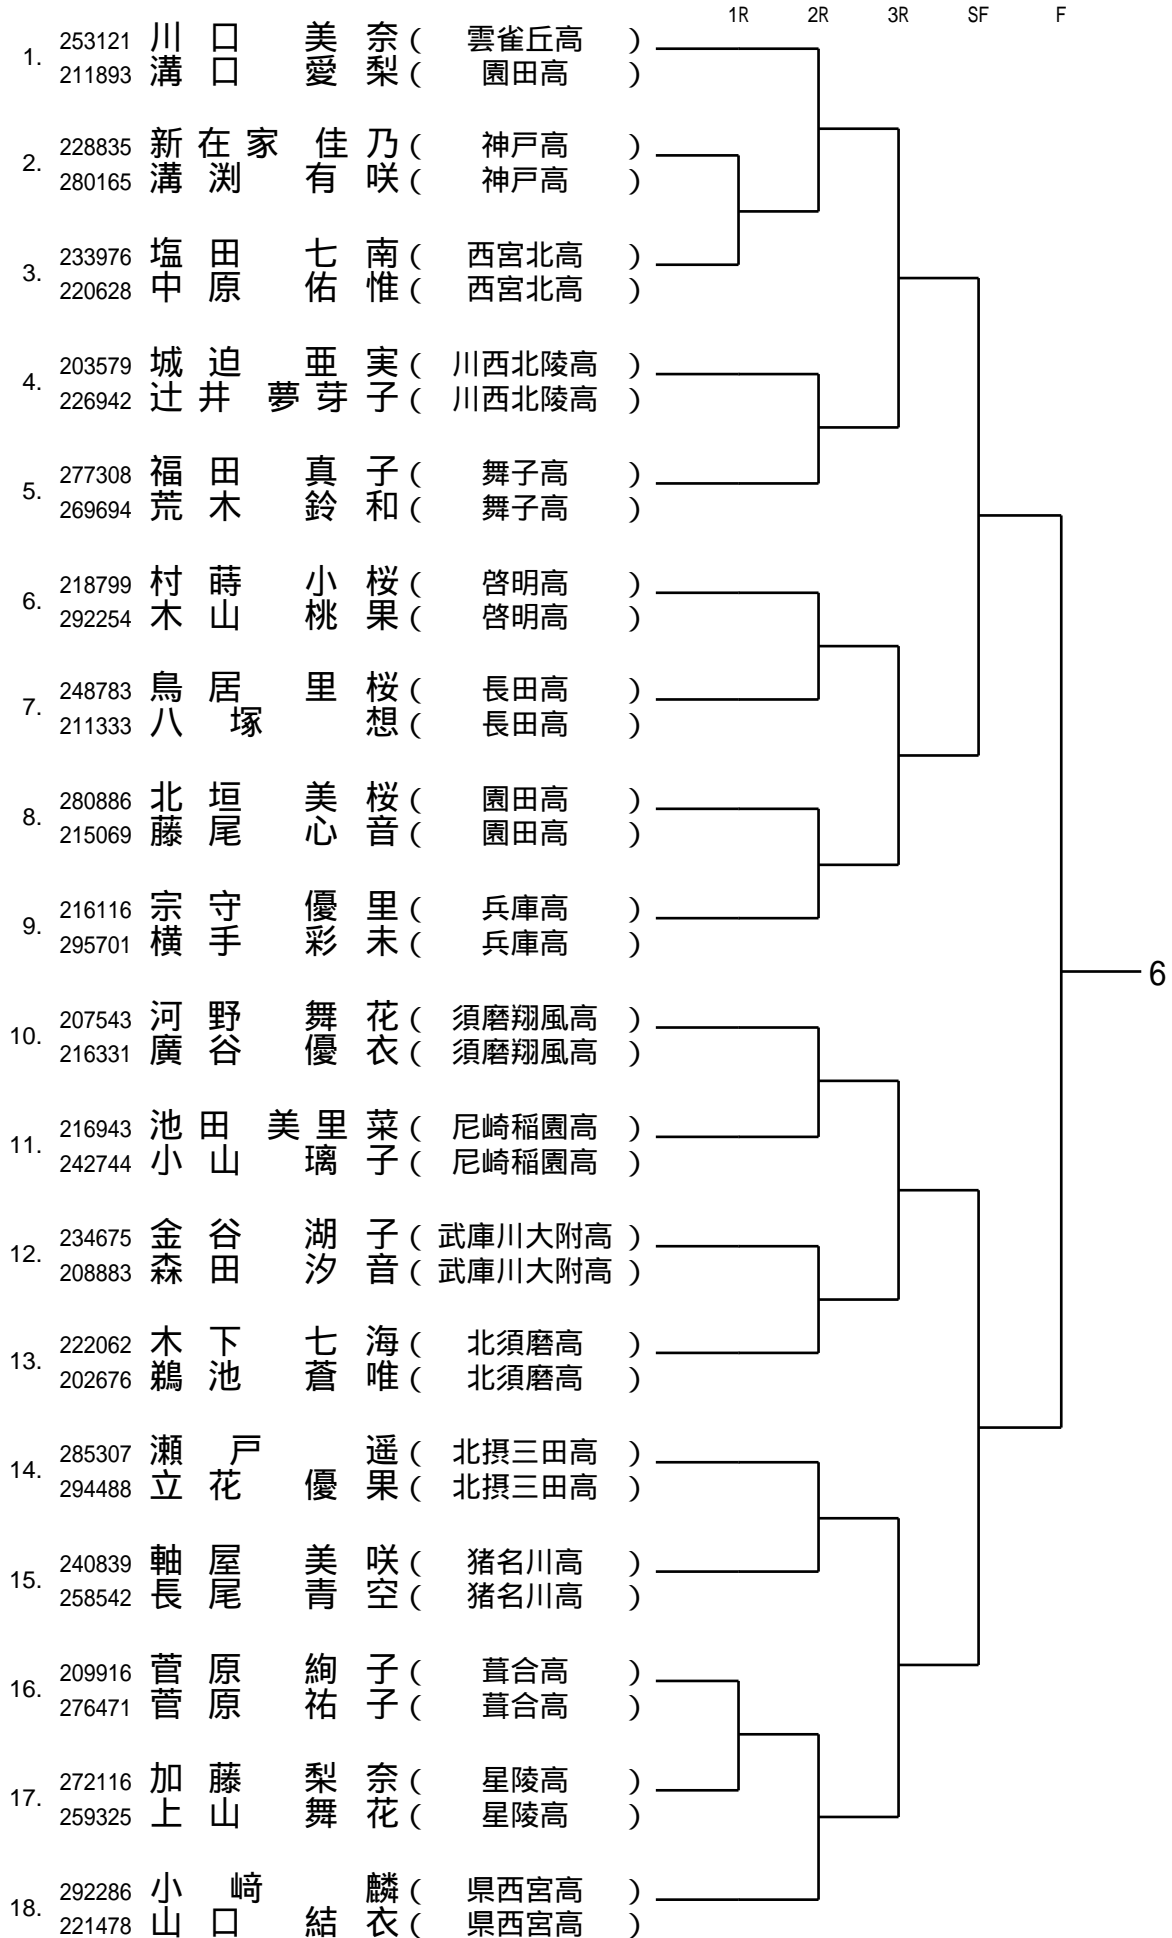 1R 2R 3R SF F
1. 253121 川口 美奈 ( 雲雀丘高 )
211893 溝口 愛梨 ( 園田高 )
2. 228835 新在家 佳乃 ( 神戸高 )
280165 溝渕 有咲 ( 神戸高 )
3. 233976 塩田 七南 ( 西宮北高 )
220628 中原 佑惟 ( 西宮北高 )
4. 203579 城迫 亜実 ( 川西北陵高 )
226942 辻井 夢芽子 ( 川西北陵高 )
5. 277308 福田 真子 ( 舞子高 )
269694 荒木 鈴和 ( 舞子高 )
6. 218799 村蒔 小桜 ( 啓明高 )
292254 木山 桃果 ( 啓明高 )
7. 248783 鳥居 里桜 ( 長田高 )
211333 八塚 想 ( 長田高 )
8. 280886 北垣 美桜 ( 園田高 )
215069 藤尾 心音 ( 園田高 )
9. 216116 宗守 優里 ( 兵庫高 )
295701 横手 彩未 ( 兵庫高 )
6
10. 207543 河野 舞花 ( 須磨翔風高 )
216331 廣谷 優衣 ( 須磨翔風高 )
11. 216943 池田 美里菜 ( 尼崎稲園高 )
242744 小山 璃子 ( 尼崎稲園高 )
12. 234675 金谷 湖子 ( 武庫川大附高 )
208883 森田 汐音 ( 武庫川大附高 )
13. 222062 木下 七海 ( 北須磨高 )
202676 鵜池 蒼唯 ( 北須磨高 )
14. 285307 瀬戸 遥 ( 北摂三田高 )
294488 立花 優果 ( 北摂三田高 )
15. 240839 軸屋 美咲 ( 猪名川高 )
258542 長尾 青空 ( 猪名川高 )
16. 209916 菅原 絢子 ( 葺合高 )
276471 菅原 祐子 ( 葺合高 )
17. 272116 加藤 梨奈 ( 星陵高 )
259325 上山 舞花 ( 星陵高 )
18. 292286 小﨑 麟 ( 県西宮高 )
221478 山口 結衣 ( 県西宮高 )